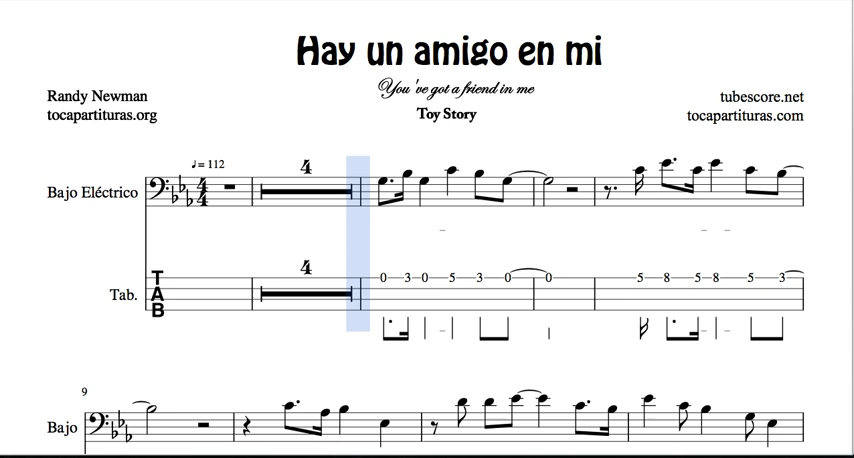 Hay un amigo en mi
You've got a friend in me
Randy Newman
tubescore.net
tocapartituras.org
Toy Story
tocapartituras.com
♩= 112
4
Bajo Eléctrico
4
0 3 0 5 3 0 0 5 8 5 8 5 3
Tab.
TAB
9
Bajo